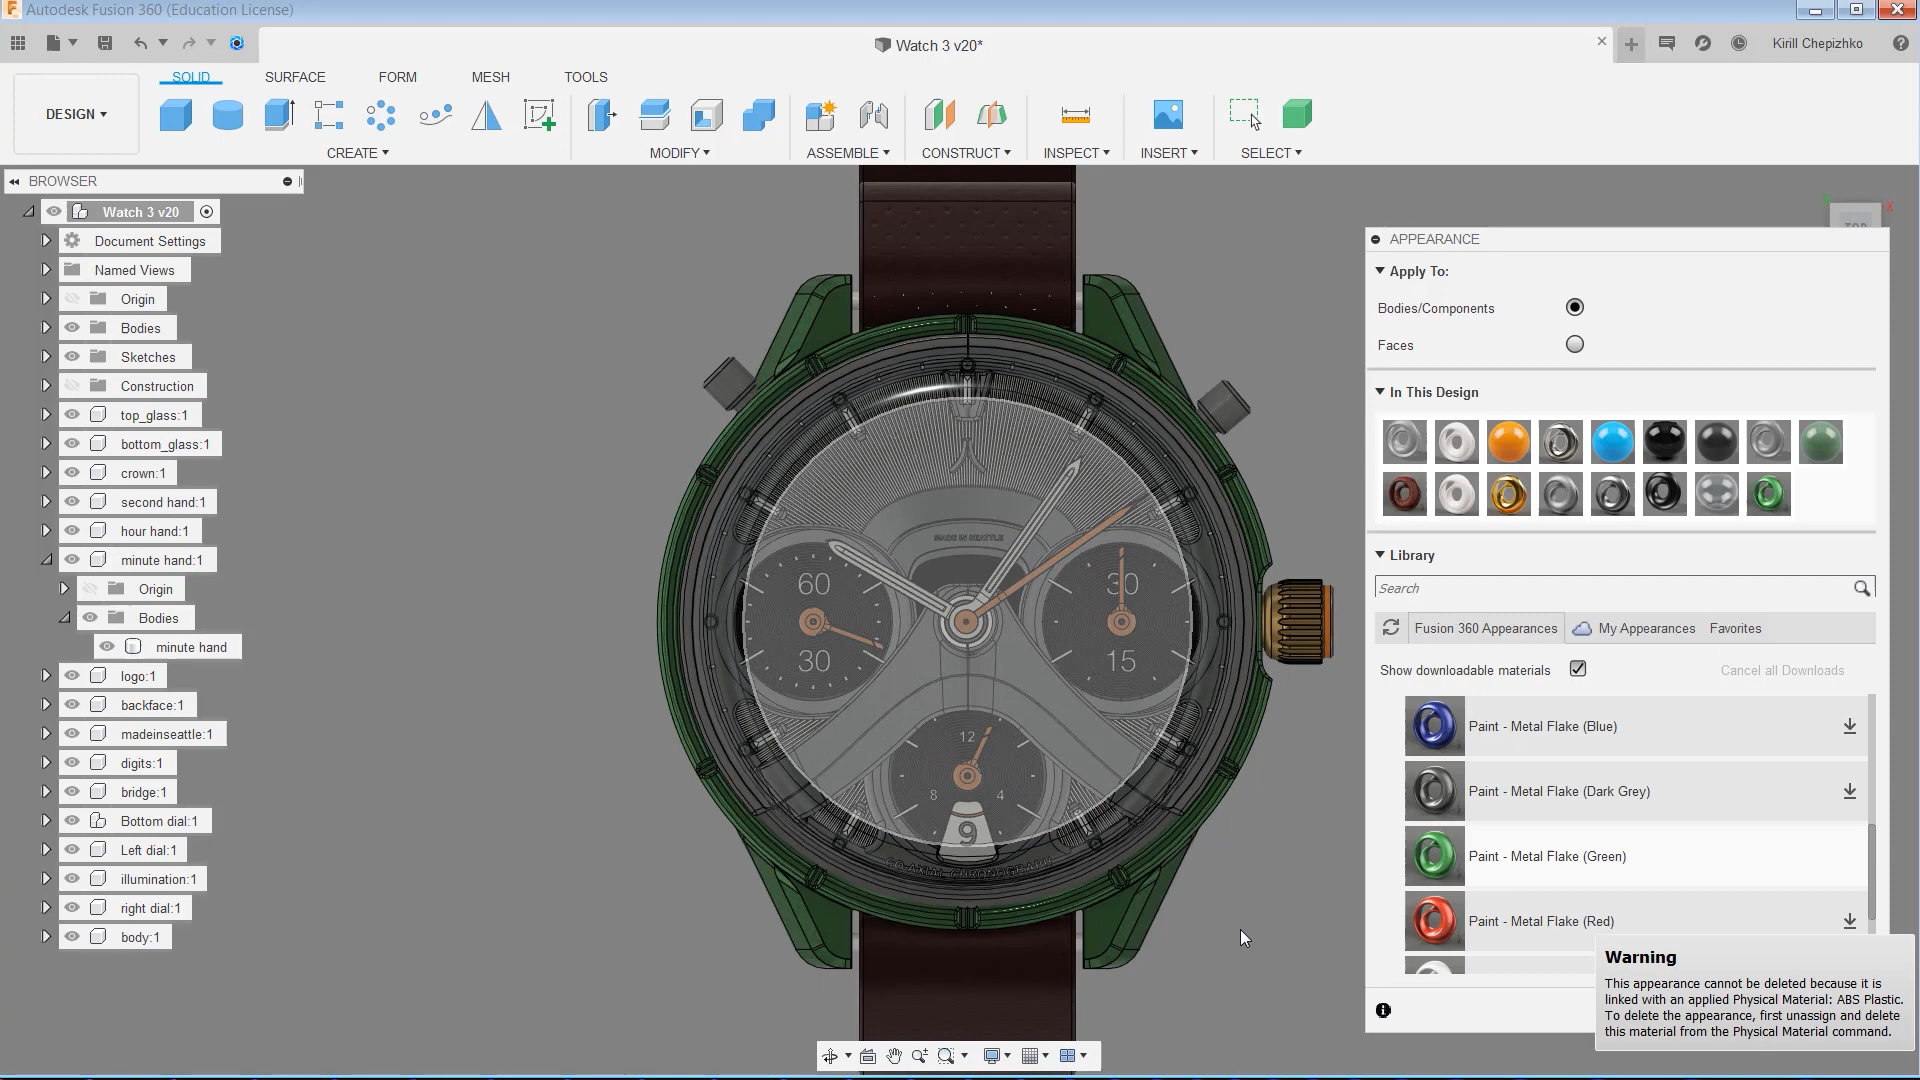 Autodesk Fusion 360 (Education License)
Watch 3 v20*
Kirill Chepizhko
SOLID
SURFACE
FORM
MESH
TOOLS
DESIGN
CREATE
MODIFY
ASSEMBLE
CONSTRUCT
INSPECT
INSERT
SELECT
BROWSER
Watch 3 v20
Document Settings
Named Views
Origin
Bodies
Sketches
Construction
top_glass:1
bottom_glass:1
crown:1
second hand:1
hour hand:1
minute hand:1
Origin
Bodies
minute hand
logo:1
backface:1
madeinseattle:1
digits:1
bridge:1
Bottom dial:1
Left dial:1
illumination:1
right dial:1
body:1
MADE IN SEATTLE
60
30
30
15
12
8
4
9
CO-AXIAL CHRONOGRAPH
TOP
X
APPEARANCE
Apply To:
Bodies/Components
Faces
In This Design
Library
Search
Fusion 360 Appearances
My Appearances
Favorites
Show downloadable materials
Cancel all Downloads
Paint - Metal Flake (Blue)
Paint - Metal Flake (Dark Grey)
Paint - Metal Flake (Green)
Paint - Metal Flake (Red)
Warning
This appearance cannot be deleted because it is
linked with an applied Physical Material: ABS Plastic.
To delete the appearance, first unassign and delete
this material from the Physical Material command.